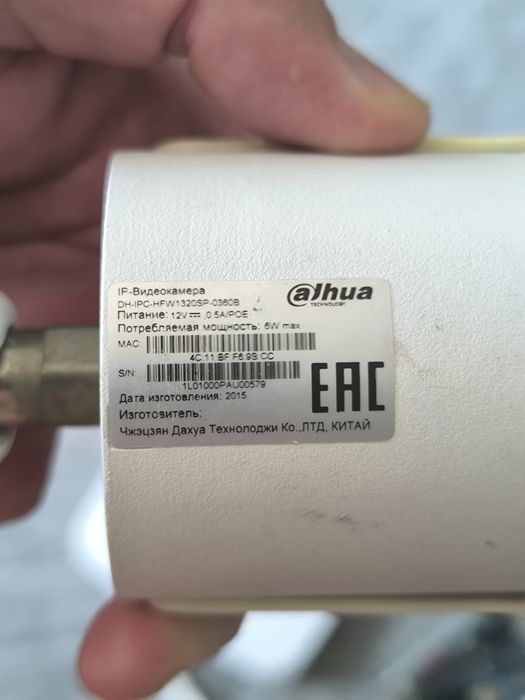 IP-Видеокамера
DH-IPC-HFW1320SP-0360B
alhua
TECHNOLOGY
Питание: 12V⎓ ,0.5A/POE
Потребляемая мощность: 6W max
MAC:
4C.11.BF.F6.9B.CC
S/N:
1L01000PAU00579
Дата изготовления: 2015
Изготовитель:
Чжэцзян Дахуа Технолоджи Ко.,ЛТД, КИТАЙ
EAC